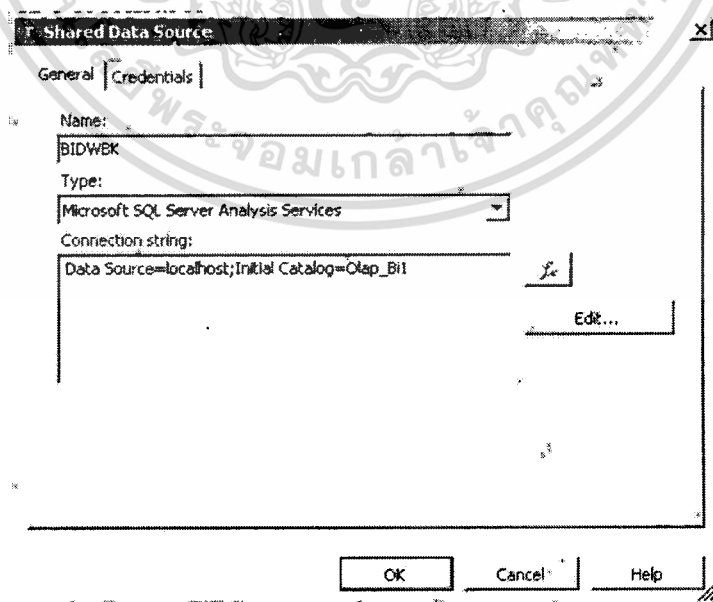 Shared Data Source
General
Credentials
Name:
BIDWBK
Type:
Microsoft SQL Server Analysis Services
Connection string:
Data Source=localhost;Initial Catalog=Olap_Bi1
Edit...
OK
Cancel
Help